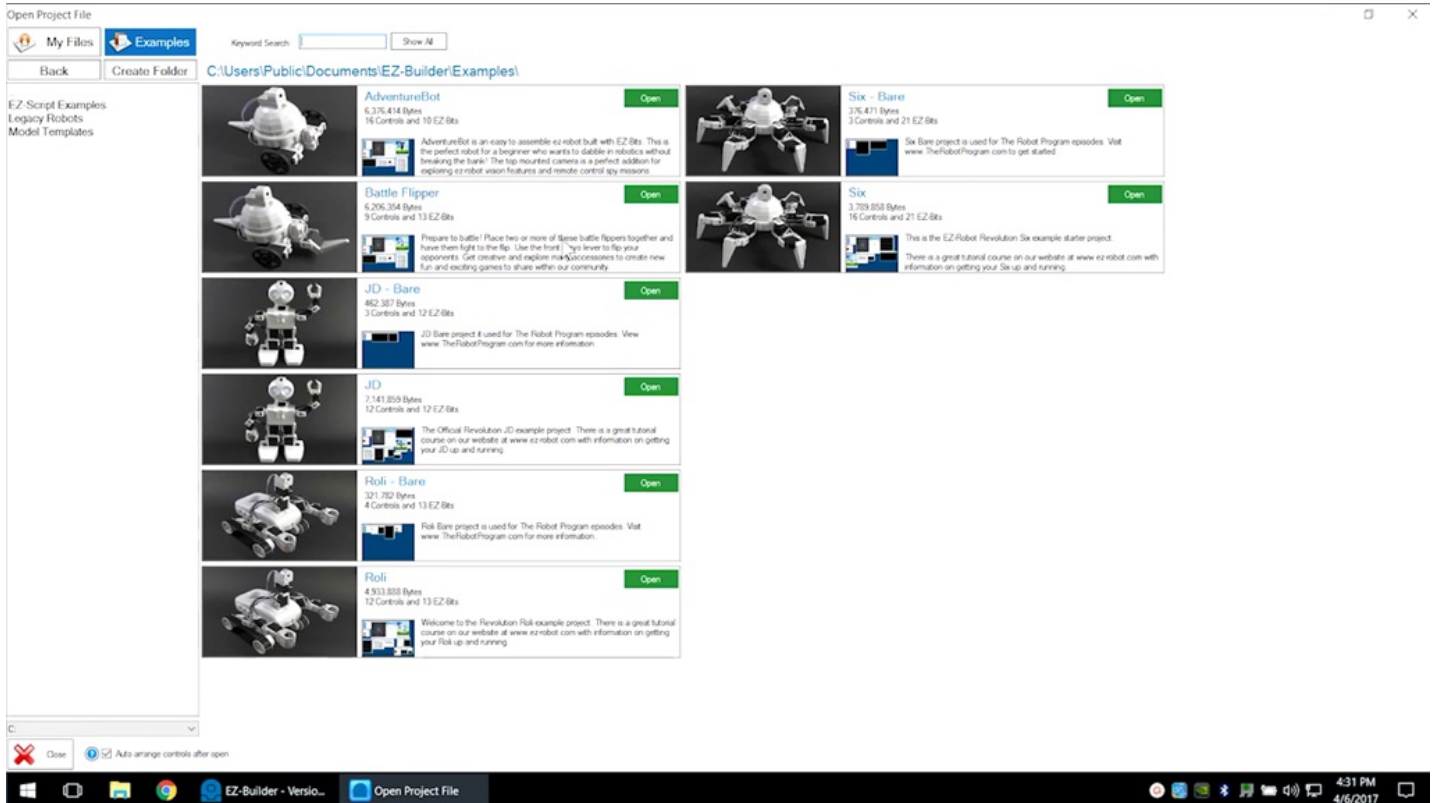 Open Project File
My Files
Examples
Keyword Search:
Show All
Back
Create Folder
C:\Users\Public\Documents\EZ-Builder\Examples\
EZ-Script Examples
Legacy Robots
Model Templates
AdventureBot
Open
6,376,414 Bytes
16 Controls and 10 EZ-Bits
AdventureBot is an easy to assemble ez-robot built with EZ-Bits. This is
the perfect robot for a beginner who wants to dabble in robotics without
breaking the bank! The top mounted camera is a perfect addition for
exploring ez-robot vision features and remote control spy missions
Battle Flipper
Open
6,206,354 Bytes
9 Controls and 13 EZ-Bits
Prepare to battle! Place two or more of these battle flippers together and
have them fight to the flip. Use the front lever to flip your
opponents. Get creative and explore many accessories to create new
fun and exciting games to share within our community
JD - Bare
Open
462,387 Bytes
3 Controls and 12 EZ-Bits
JD Bare project it used for The Robot Program episodes. View
www.TheRobotProgram.com for more information.
JD
Open
7,141,859 Bytes
12 Controls and 12 EZ-Bits
The Official Revolution JD example project. There is a great tutorial
course on our website at www.ez-robot.com with information on getting
your JD up and running.
Roli - Bare
Open
321,782 Bytes
4 Controls and 13 EZ-Bits
Roli Bare project is used for The Robot Program episodes. Visit
www.TheRobotProgram.com for more information.
Roli
Open
4,933,888 Bytes
12 Controls and 13 EZ-Bits
Welcome to the Revolution Roli example project. There is a great tutorial
course on our website at www.ez-robot.com with information on getting
your Roli up and running.
Six - Bare
Open
376,471 Bytes
3 Controls and 21 EZ-Bits
Six Bare project is used for The Robot Program episodes. Visit
www.TheRobotProgram.com to get started.
Six
Open
3,789,858 Bytes
16 Controls and 21 EZ-Bits
This is the EZ-Robot Revolution Six example starter project.
There is a great tutorial course on our website at www.ez-robot.com with
information on getting your Six up and running.
C:
Close
Auto arrange controls after open
EZ-Builder - Versio...
Open Project File
4:31 PM
4/6/2017